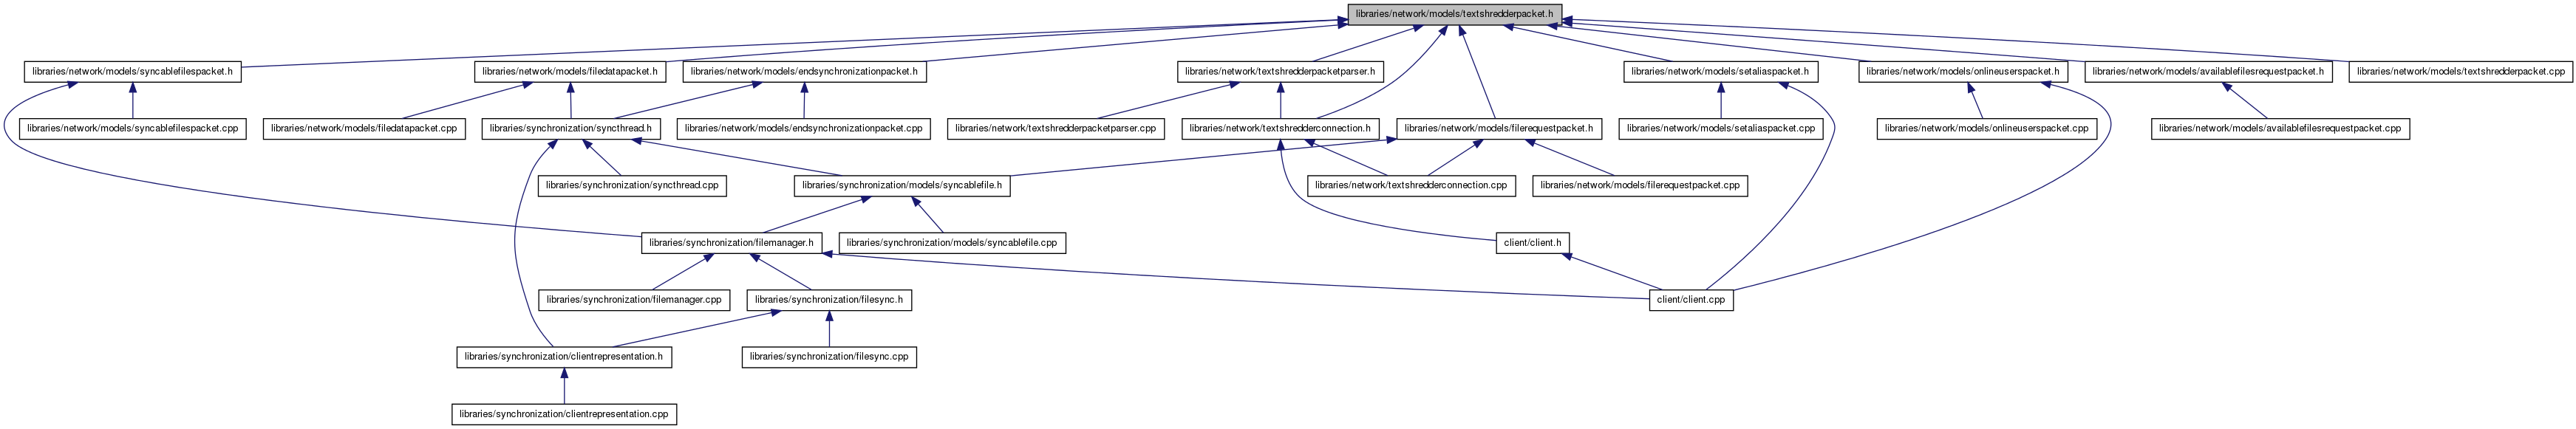 libraries/network/models/textshredderpacket.h
libraries/network/models/syncablefilespacket.h
libraries/network/models/filedatapacket.h
libraries/network/models/endsynchronizationpacket.h
libraries/network/textshredderpacketparser.h
libraries/network/models/setaliaspacket.h
libraries/network/models/onlineuserspacket.h
libraries/network/models/availablefilesrequestpacket.h
libraries/network/models/textshredderpacket.cpp
libraries/network/models/syncablefilespacket.cpp
libraries/network/models/filedatapacket.cpp
libraries/synchronization/syncthread.h
libraries/network/models/endsynchronizationpacket.cpp
libraries/network/textshredderpacketparser.cpp
libraries/network/textshredderconnection.h
libraries/network/models/filerequestpacket.h
libraries/network/models/setaliaspacket.cpp
libraries/network/models/onlineuserspacket.cpp
libraries/network/models/availablefilesrequestpacket.cpp
libraries/synchronization/syncthread.cpp
libraries/synchronization/models/syncablefile.h
libraries/network/textshredderconnection.cpp
libraries/network/models/filerequestpacket.cpp
libraries/synchronization/filemanager.h
libraries/synchronization/models/syncablefile.cpp
client/client.h
libraries/synchronization/filemanager.cpp
libraries/synchronization/filesync.h
client/client.cpp
libraries/synchronization/clientrepresentation.h
libraries/synchronization/filesync.cpp
libraries/synchronization/clientrepresentation.cpp